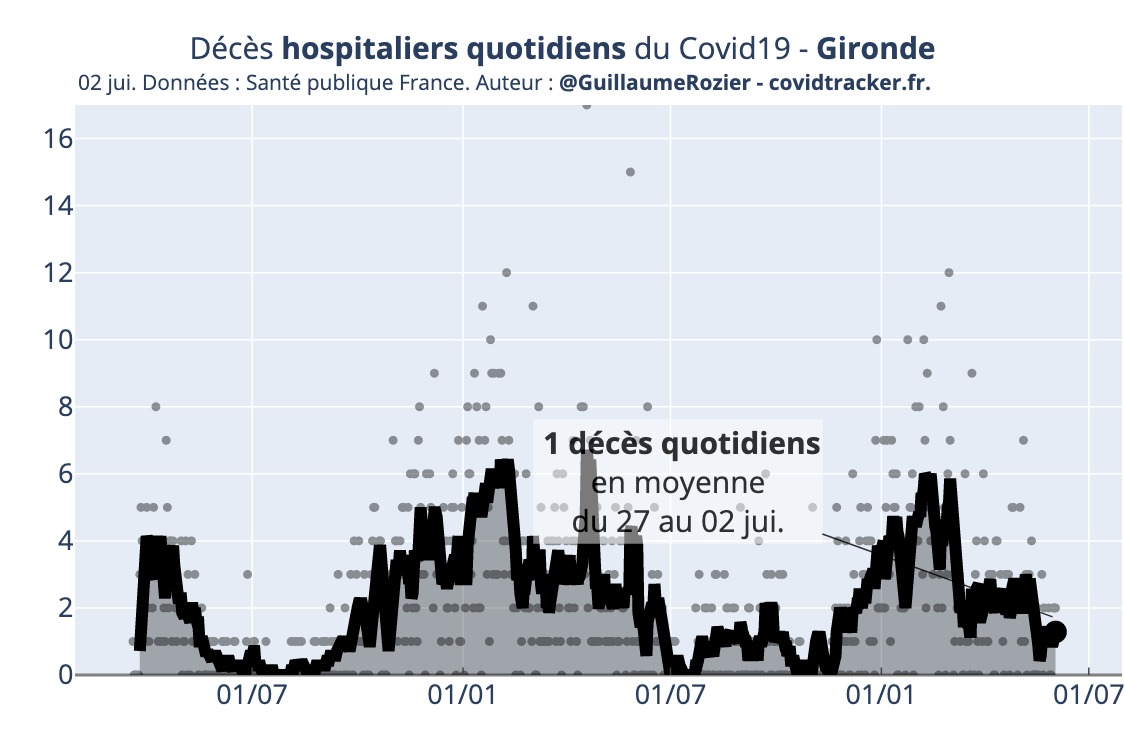 Décès hospitaliers quotidiens du Covid19 - Gironde
02 jui. Données : Santé publique France. Auteur : @GuillaumeRozier - covidtracker.fr.
16
14
12
10
8
1 décès quotidiens
6
en moyenne
du 27 au 02 jui.
4
2
0
01/07 01/01 01/07 01/01 01/07